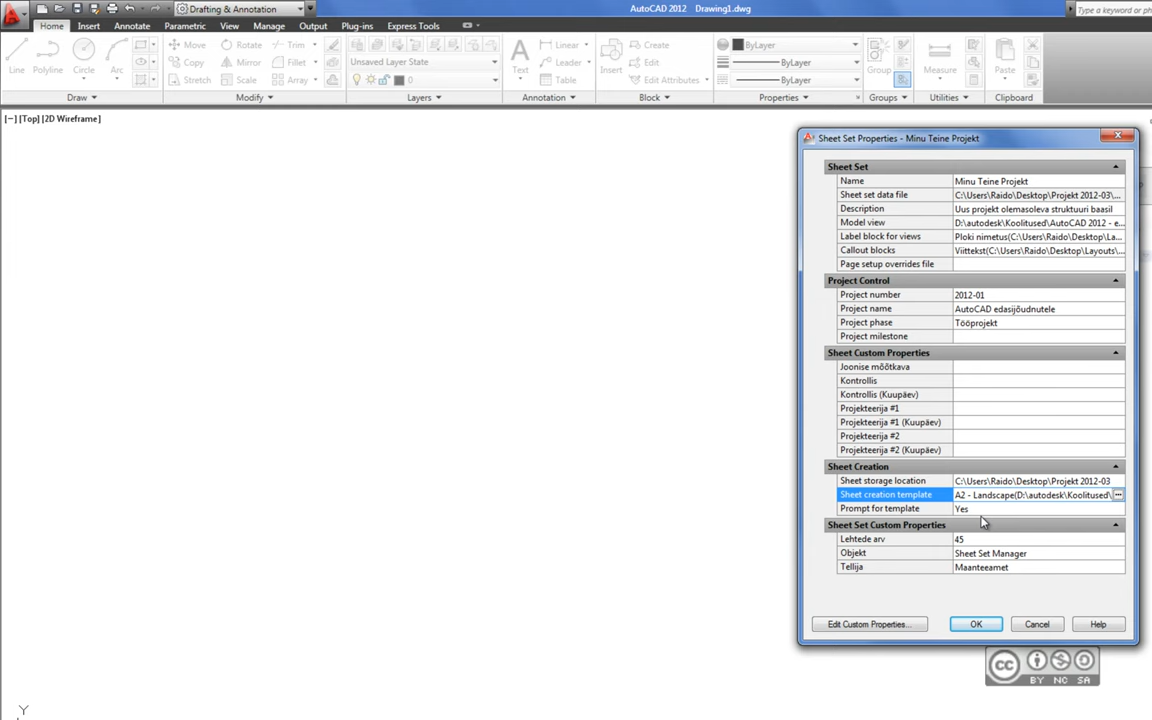 Drafting & Annotation
AutoCAD 2012 Drawing1.dwg
Type a keyword or ph
Home Insert Annotate Parametric View Manage Output Plug-ins Express Tools
Line Polyline Circle Arc
Move Rotate Trim
Copy Mirror Fillet
Stretch Scale Array
Unsaved Layer State
0
Text
Linear
Leader
Table
Insert
Create
Edit
Edit Attributes
ByLayer
ByLayer
ByLayer
Group
Measure
Paste
Draw Modify Layers Annotation Block Properties Groups Utilities Clipboard
[−] [Top] [2D Wireframe]
Sheet Set Properties - Minu Teine Projekt
Sheet Set
Name Minu Teine Projekt
Sheet set data file C:\Users\Raido\Desktop\Projekt 2012-03\...
Description Uus projekt olemasoleva struktuuri baasil
Model view D:\autodesk\Koolitused\AutoCAD 2012 - e...
Label block for views Ploki nimetus(C:\Users\Raido\Desktop\La...
Callout blocks Viittekst(C:\Users\Raido\Desktop\Layouts\...
Page setup overrides file
Project Control
Project number 2012-01
Project name AutoCAD edasijõudnutele
Project phase Tööprojekt
Project milestone
Sheet Custom Properties
Joonise mõõtkava
Kontrollis
Kontrollis (Kuupäev)
Projekteerija #1
Projekteerija #1 (Kuupäev)
Projekteerija #2
Projekteerija #2 (Kuupäev)
Sheet Creation
Sheet storage location C:\Users\Raido\Desktop\Projekt 2012-03
Sheet creation template A2 - Landscape(D:\autodesk\Koolitused\ ...
Prompt for template Yes
Sheet Set Custom Properties
Lehtede arv 45
Objekt Sheet Set Manager
Tellija Maanteeamet
Edit Custom Properties... OK Cancel Help
cc
BY NC SA
Y